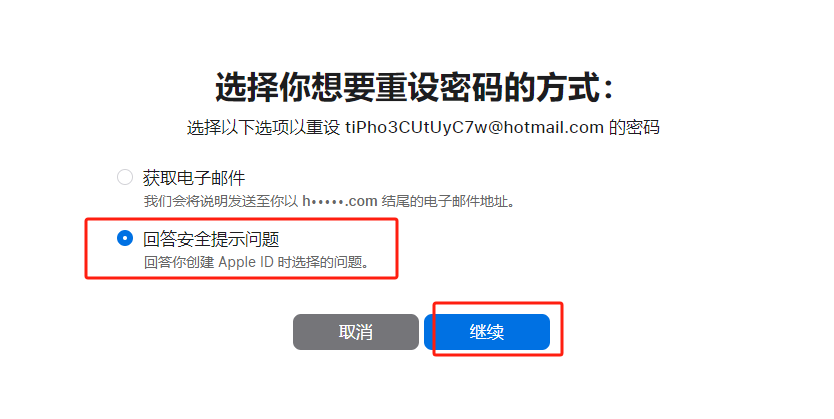 选择你想要重设密码的方式：
选择以下选项以重设 tiPho3CUtUyC7w@hotmail.com 的密码
获取电子邮件
我们会将说明发送至你以 h•••••.com 结尾的电子邮件地址。
回答安全提示问题
回答你创建 Apple ID 时选择的问题。
取消
继续